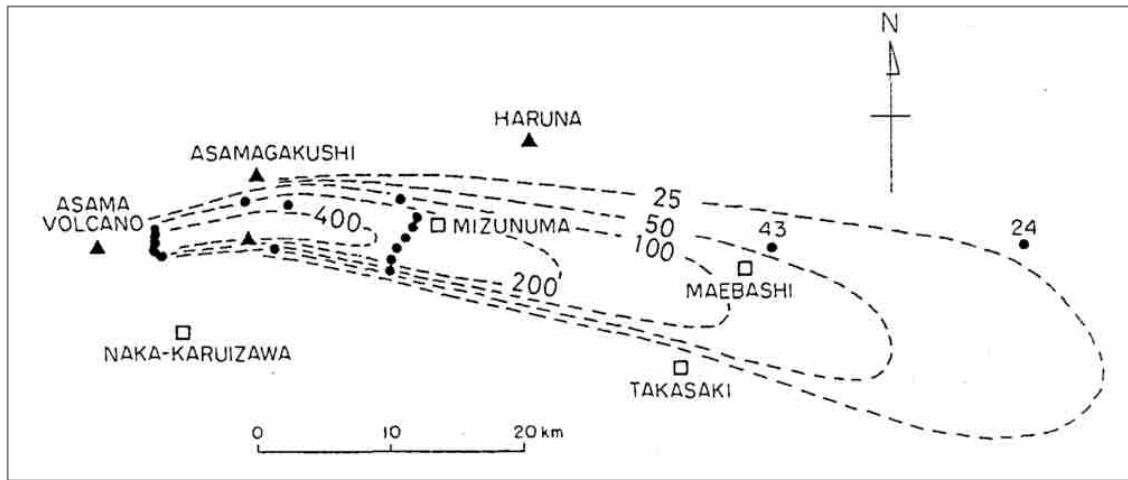 N
HARUNA
ASAMAGAKUSHI
ASAMA
VOLCANO
25
50
100
400
MIZUNUMA
43
24
200
MAEBASHI
NAKA-KARUIZAWA
TAKASAKI
0 10 20 km